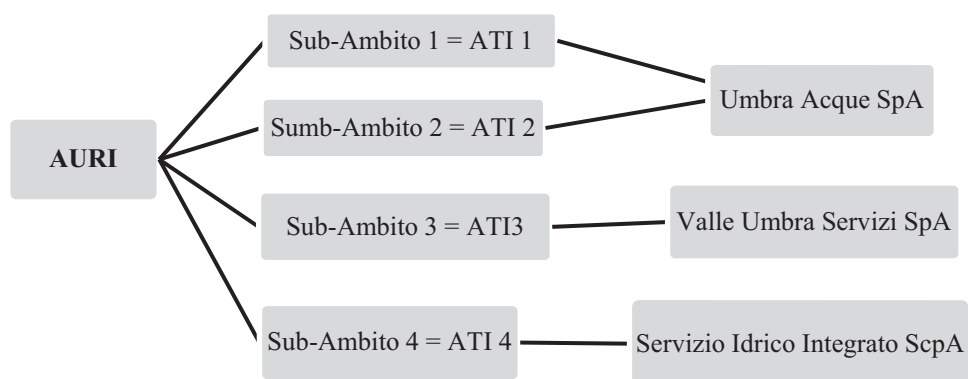 Sub-Ambito 1 = ATI 1
Umbra Acque SpA
Sumb-Ambito 2 = ATI 2
AURI
Sub-Ambito 3 = ATI3
Valle Umbra Servizi SpA
Sub-Ambito 4 = ATI 4
Servizio Idrico Integrato ScpA